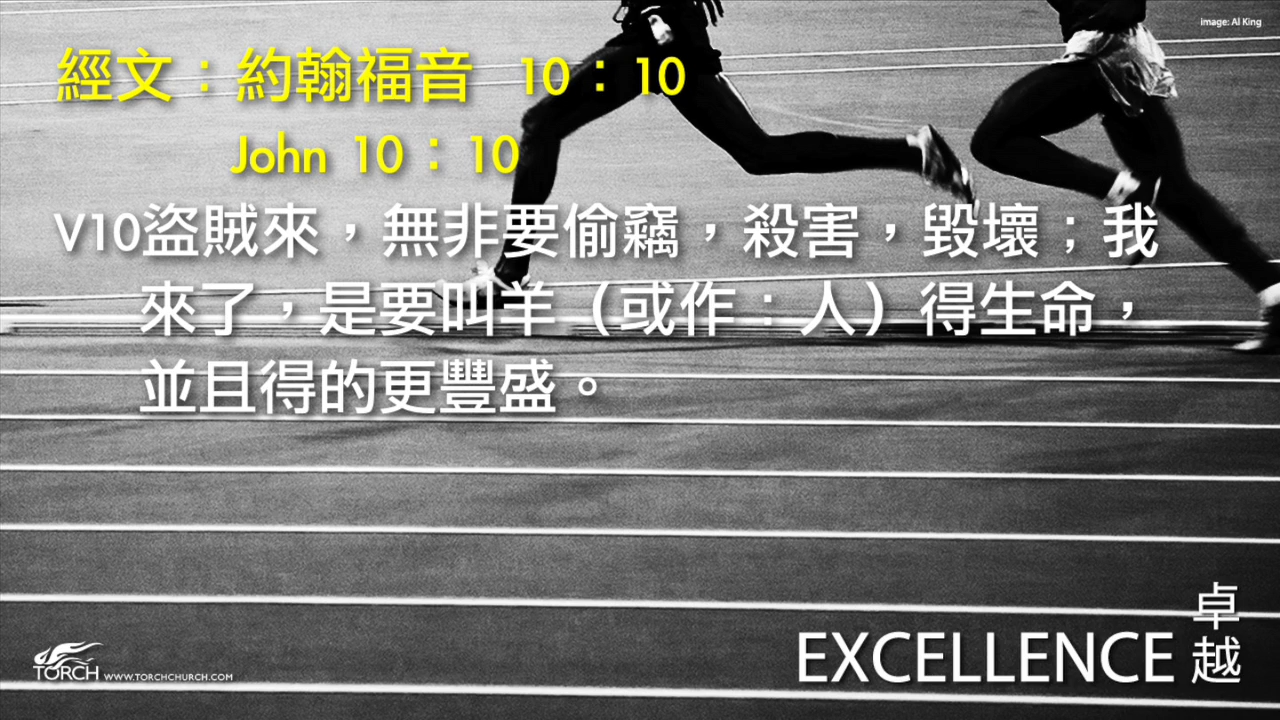 image: Al King
經文：約翰福音 10：10
John 10：10
V10盜賊來，無非要偷竊，殺害，毀壞；我
來了，是要叫羊（或作：人）得生命，
並且得的更豐盛。
卓越
EXCELLENCE
TORCH WWW.TORCHCHURCH.COM